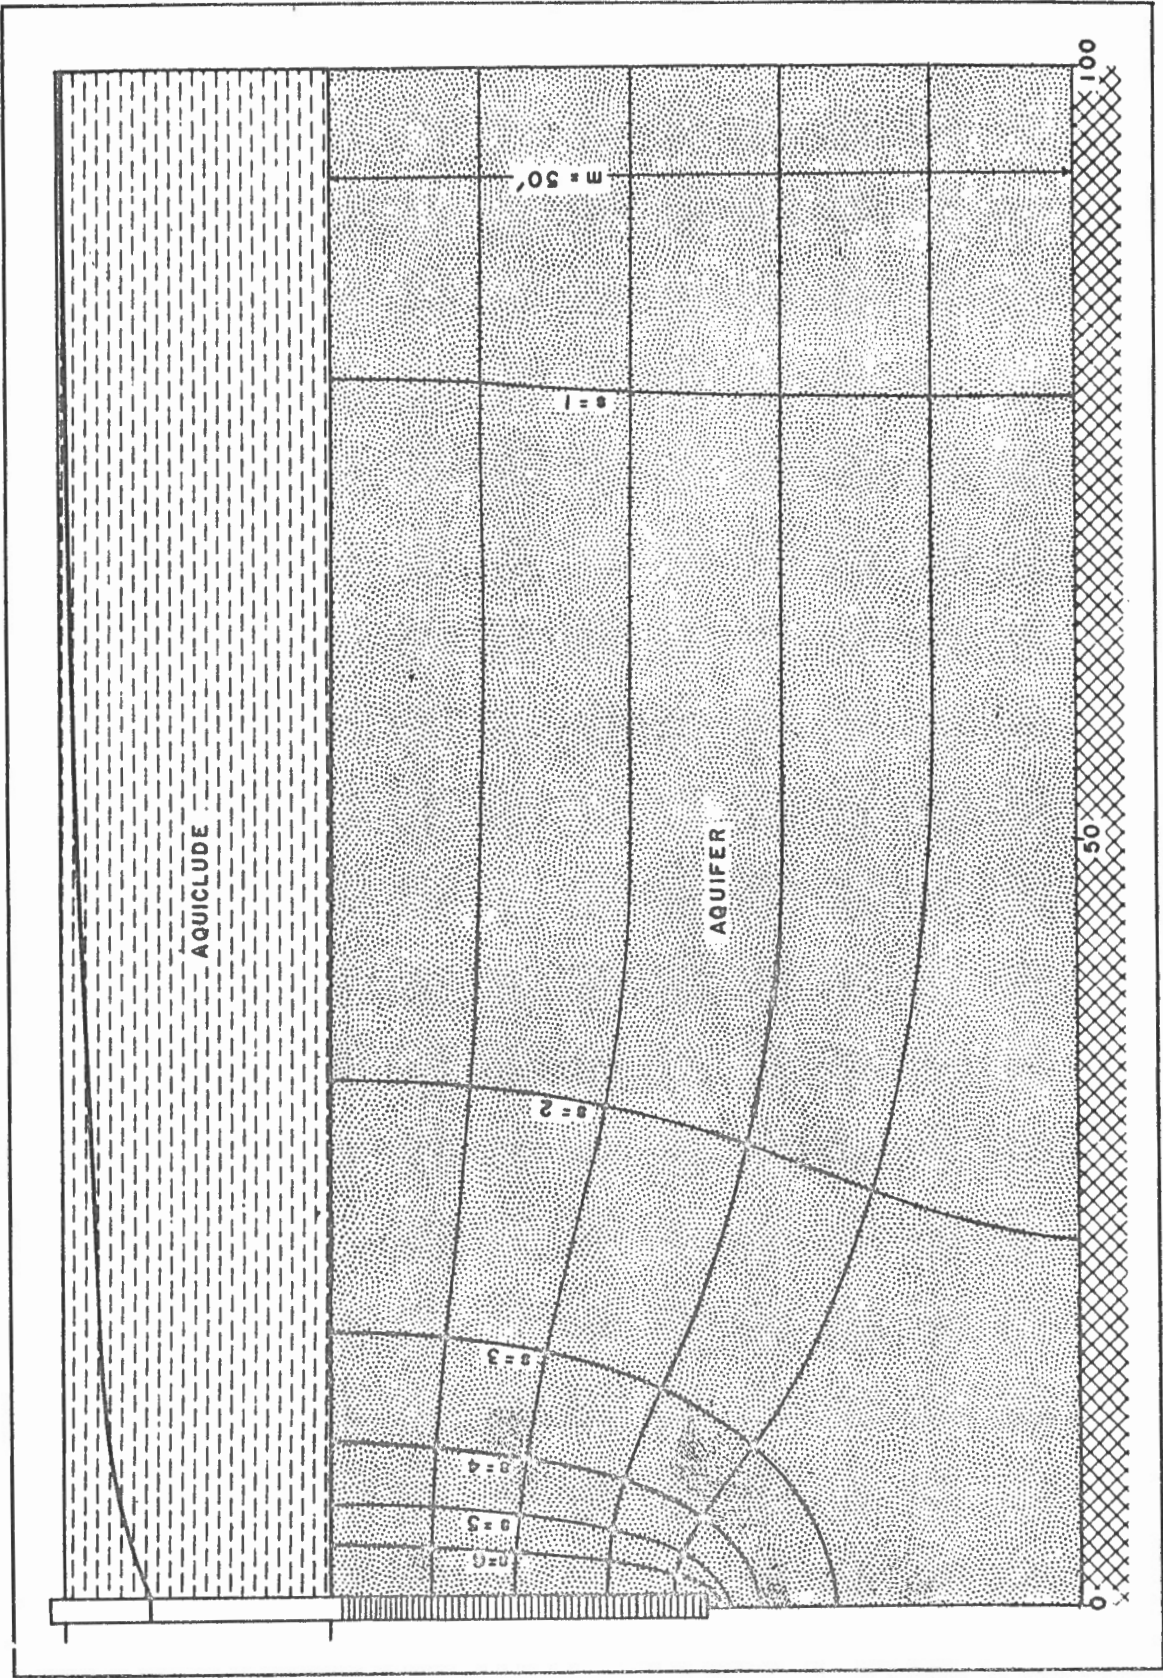 AQUICLUDE
m = 50′
s = 1
s = 2
s = 3
s = 4
s = 5
s = 6
AQUIFER
0
50
100